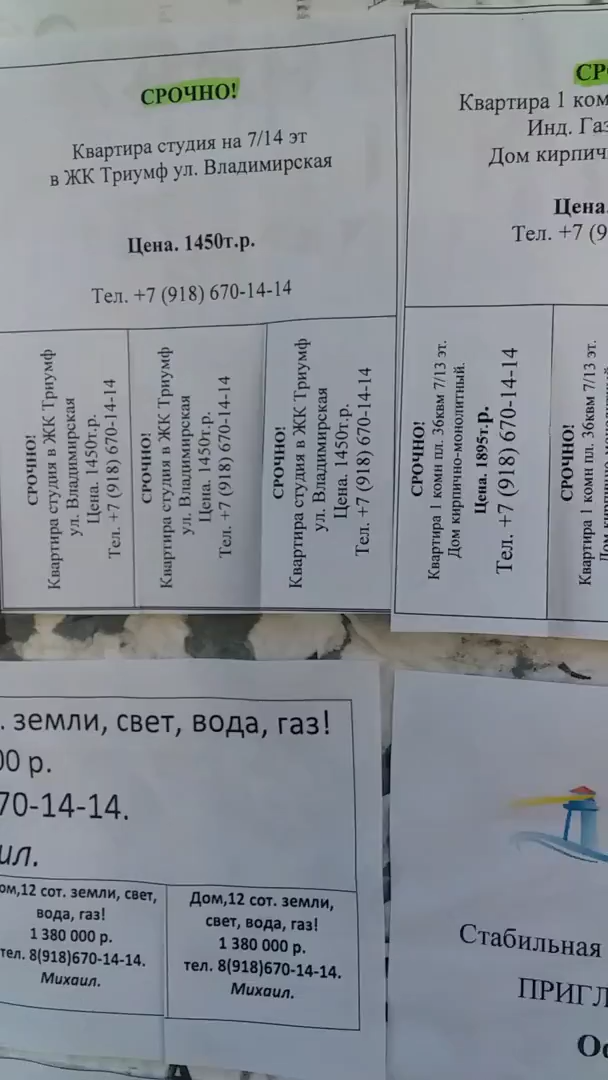 СРОЧНО!
Квартира студия на 7/14 эт
в ЖК Триумф ул. Владимирская
Цена. 1450т.р.
Тел. +7 (918) 670-14-14
СРОЧНО!
Квартира студия в ЖК Триумф
ул. Владимирская
Цена. 1450т.р.
Тел. +7 (918) 670-14-14
СРОЧНО!
Квартира студия в ЖК Триумф
ул. Владимирская
Цена. 1450т.р.
Тел. +7 (918) 670-14-14
СРОЧНО!
Квартира студия в ЖК Триумф
ул. Владимирская
Цена. 1450т.р.
Тел. +7 (918) 670-14-14
Квартира 1 ком
Инд. Га
Дом кирпич
Цена.
Тел. +7 (9
СРОЧНО!
Квартира 1 комн пл. 36квм 7/13 эт.
Дом кирпично-монолитный.
Цена. 1895т.р.
Тел. +7 (918) 670-14-14
СРОЧНО!
Квартира 1 комн пл. 36квм 7/13 эт.
. земли, свет, вода, газ!
00 р.
70-14-14.
ил.
ом,12 сот. земли, свет,
вода, газ!
1 380 000 р.
тел. 8(918)670-14-14.
Михаил.
Дом,12 сот. земли,
свет, вода, газ!
1 380 000 р.
тел. 8(918)670-14-14.
Михаил.
Стабильная
ПРИГЛ